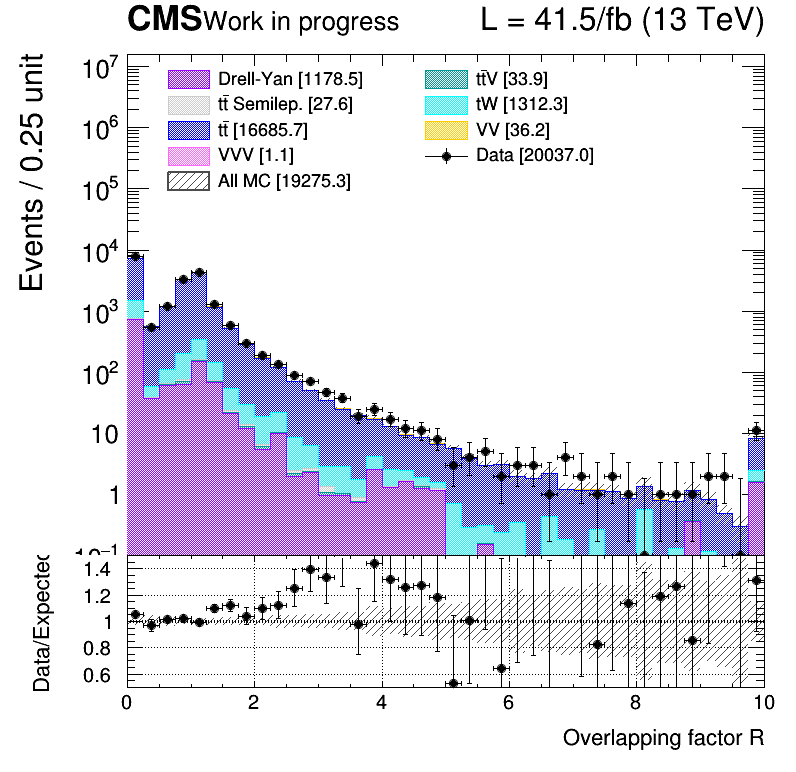 CMS Work in progress L = 41.5/fb (13 TeV)
Events / 0.25 unit
10⁷
10⁶
10⁵
10⁴
10³
10²
10
1
10⁻¹
Drell-Yan [1178.5]
tt̄ Semilep. [27.6]
tt̄ [16685.7]
VVV [1.1]
All MC [19275.3]
tt̄V [33.9]
tW [1312.3]
VV [36.2]
Data [20037.0]
Data/Expected
1.4
1.2
1
0.8
0.6
0 2 4 6 8 10
Overlapping factor R